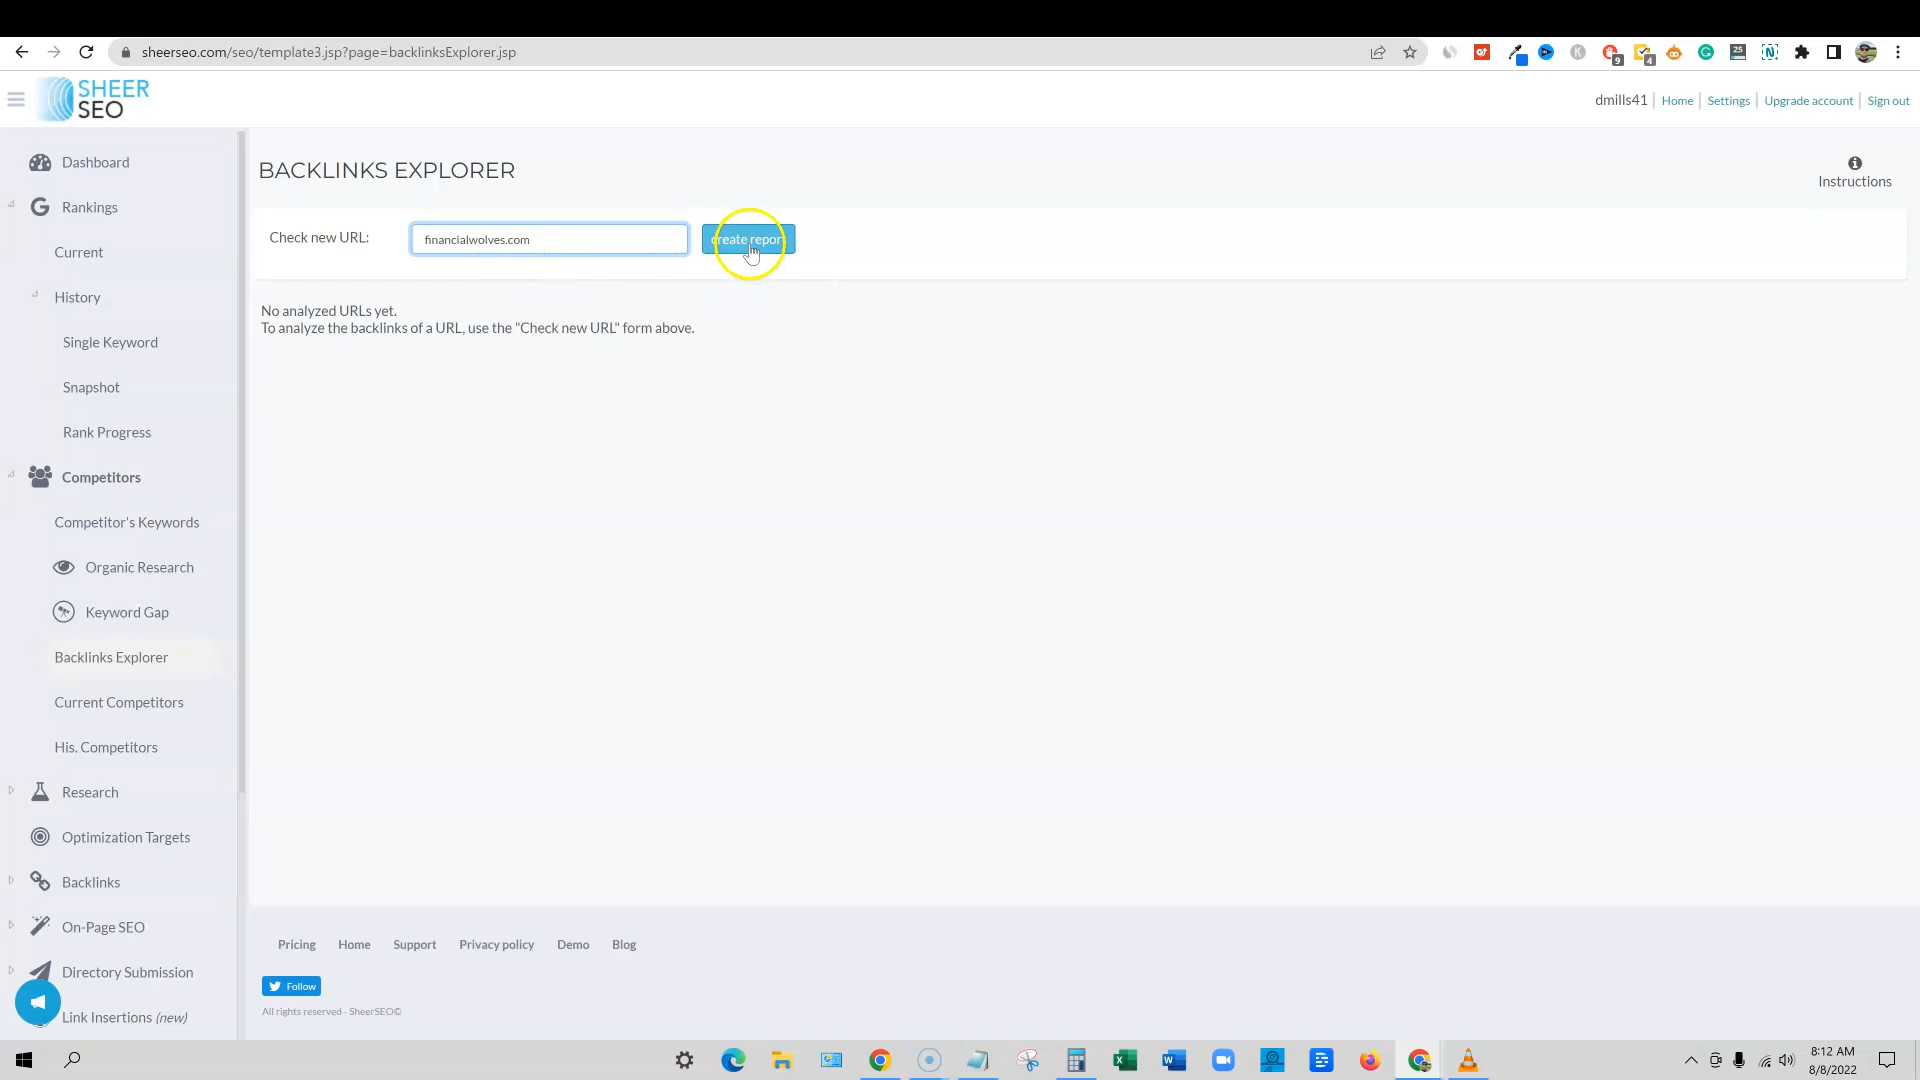 sheerseo.com/seo/template3.jsp?page=backlinksExplorer.jsp
9
4
25
SHEER
SEO
dmills41
Home
Settings
Upgrade account
Sign out
Dashboard
Rankings
Current
History
Single Keyword
Snapshot
Rank Progress
Competitors
Competitor's Keywords
Organic Research
Keyword Gap
Backlinks Explorer
Current Competitors
His. Competitors
Research
Optimization Targets
Backlinks
On-Page SEO
Directory Submission
Link Insertions (new)
BACKLINKS EXPLORER
Instructions
Check new URL:
financialwolves.com
create report
No analyzed URLs yet.
To analyze the backlinks of a URL, use the "Check new URL" form above.
Pricing
Home
Support
Privacy policy
Demo
Blog
Follow
All rights reserved - SheerSEO©
8:12 AM
8/8/2022